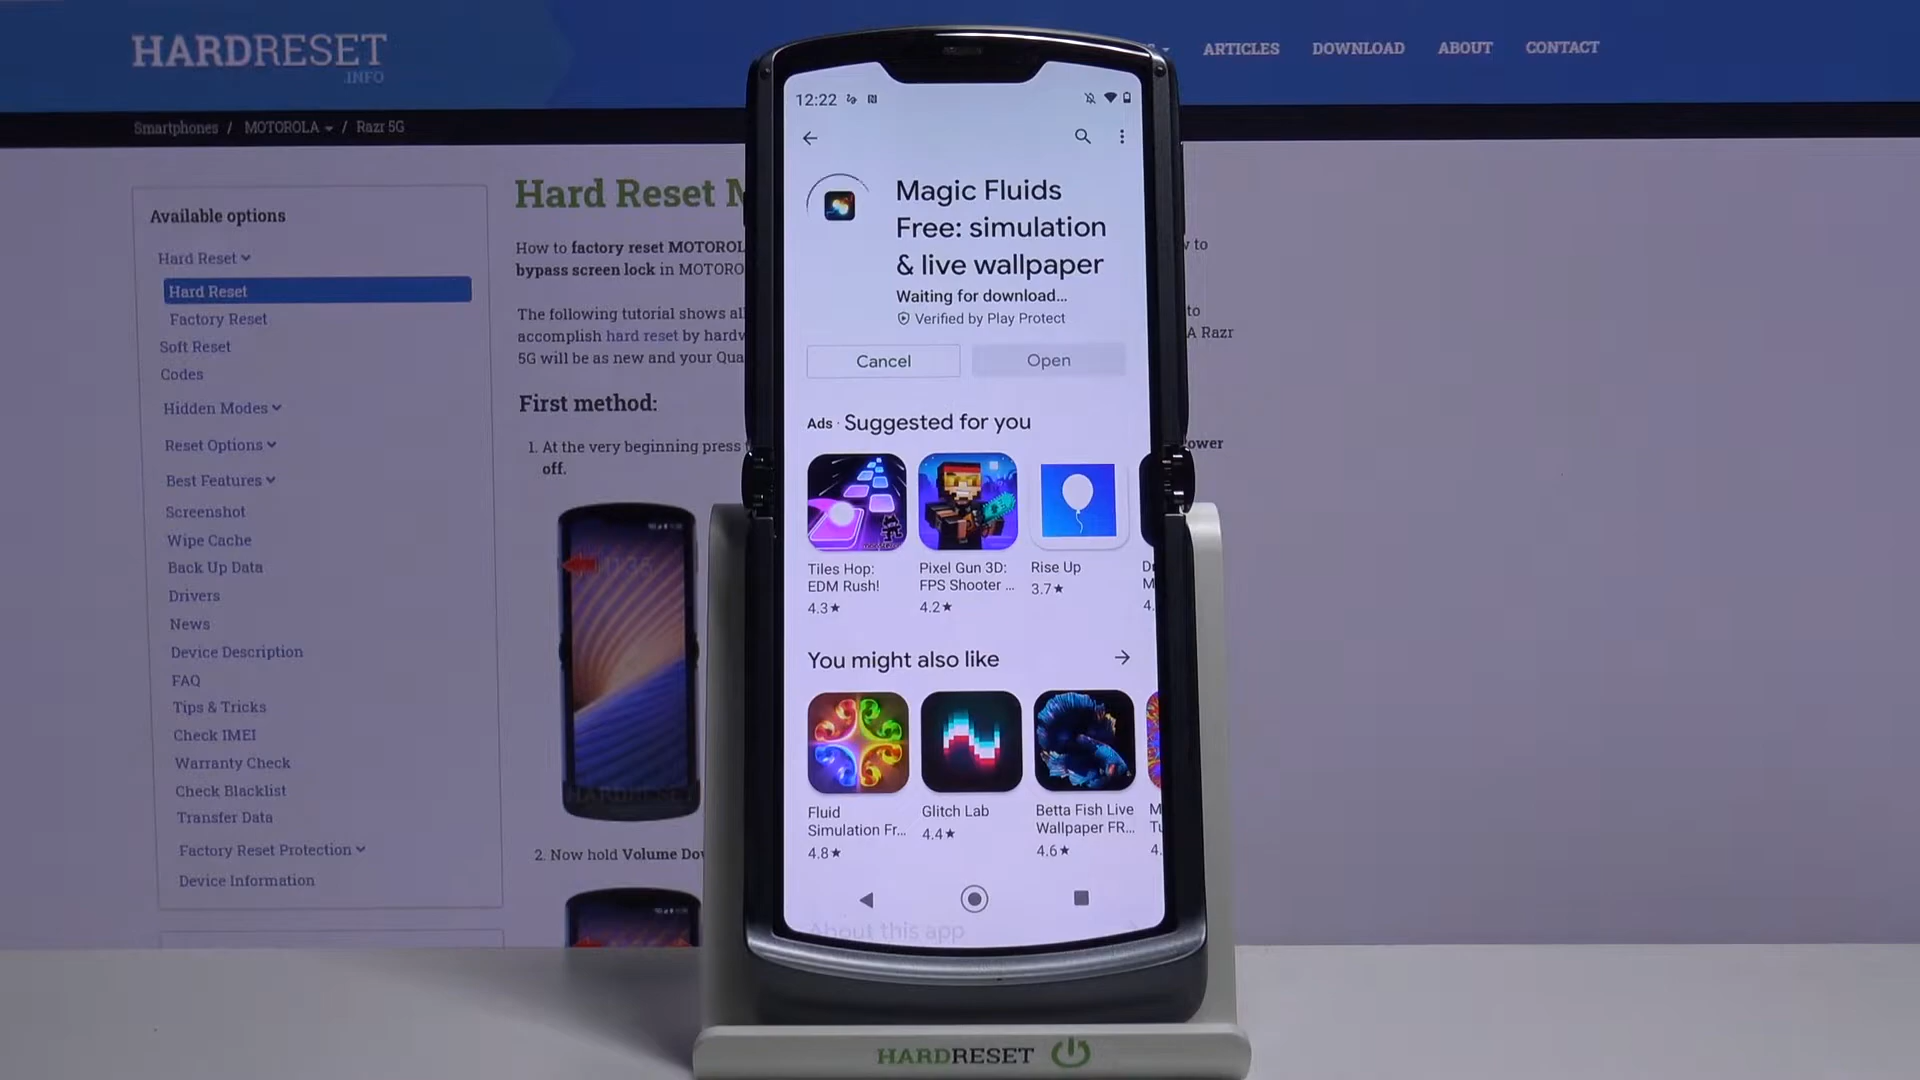 HARDRESET
.INFO
ARTICLES
DOWNLOAD
ABOUT
CONTACT
Smartphones / MOTOROLA / Razr 5G
Available options
Hard Reset
Hard Reset
Factory Reset
Soft Reset
Codes
Hidden Modes
Reset Options
Best Features
Screenshot
Wipe Cache
Back Up Data
Drivers
News
Device Description
FAQ
Tips & Tricks
Check IMEI
Warranty Check
Check Blacklist
Transfer Data
Factory Reset Protection
Device Information
Hard Reset
How to factory reset
bypass screen lock in
The following tutorial shows
accomplish hard reset by
5G will be as new and your
First method:
1. At the very beginning press
off.
2. Now hold Volume
to
to
A Razr
12:22
Magic Fluids
Free: simulation
& live wallpaper
Waiting for download...
Verified by Play Protect
Cancel
Open
Ads · Suggested for you
Tiles Hop:
EDM Rush!
4.3★
Pixel Gun 3D:
FPS Shooter ...
4.2★
Rise Up
3.7★
You might also like
Fluid
Simulation Fr...
4.8★
Glitch Lab
4.4★
Betta Fish Live
Wallpaper FR...
4.6★
About this app
HARDRESET